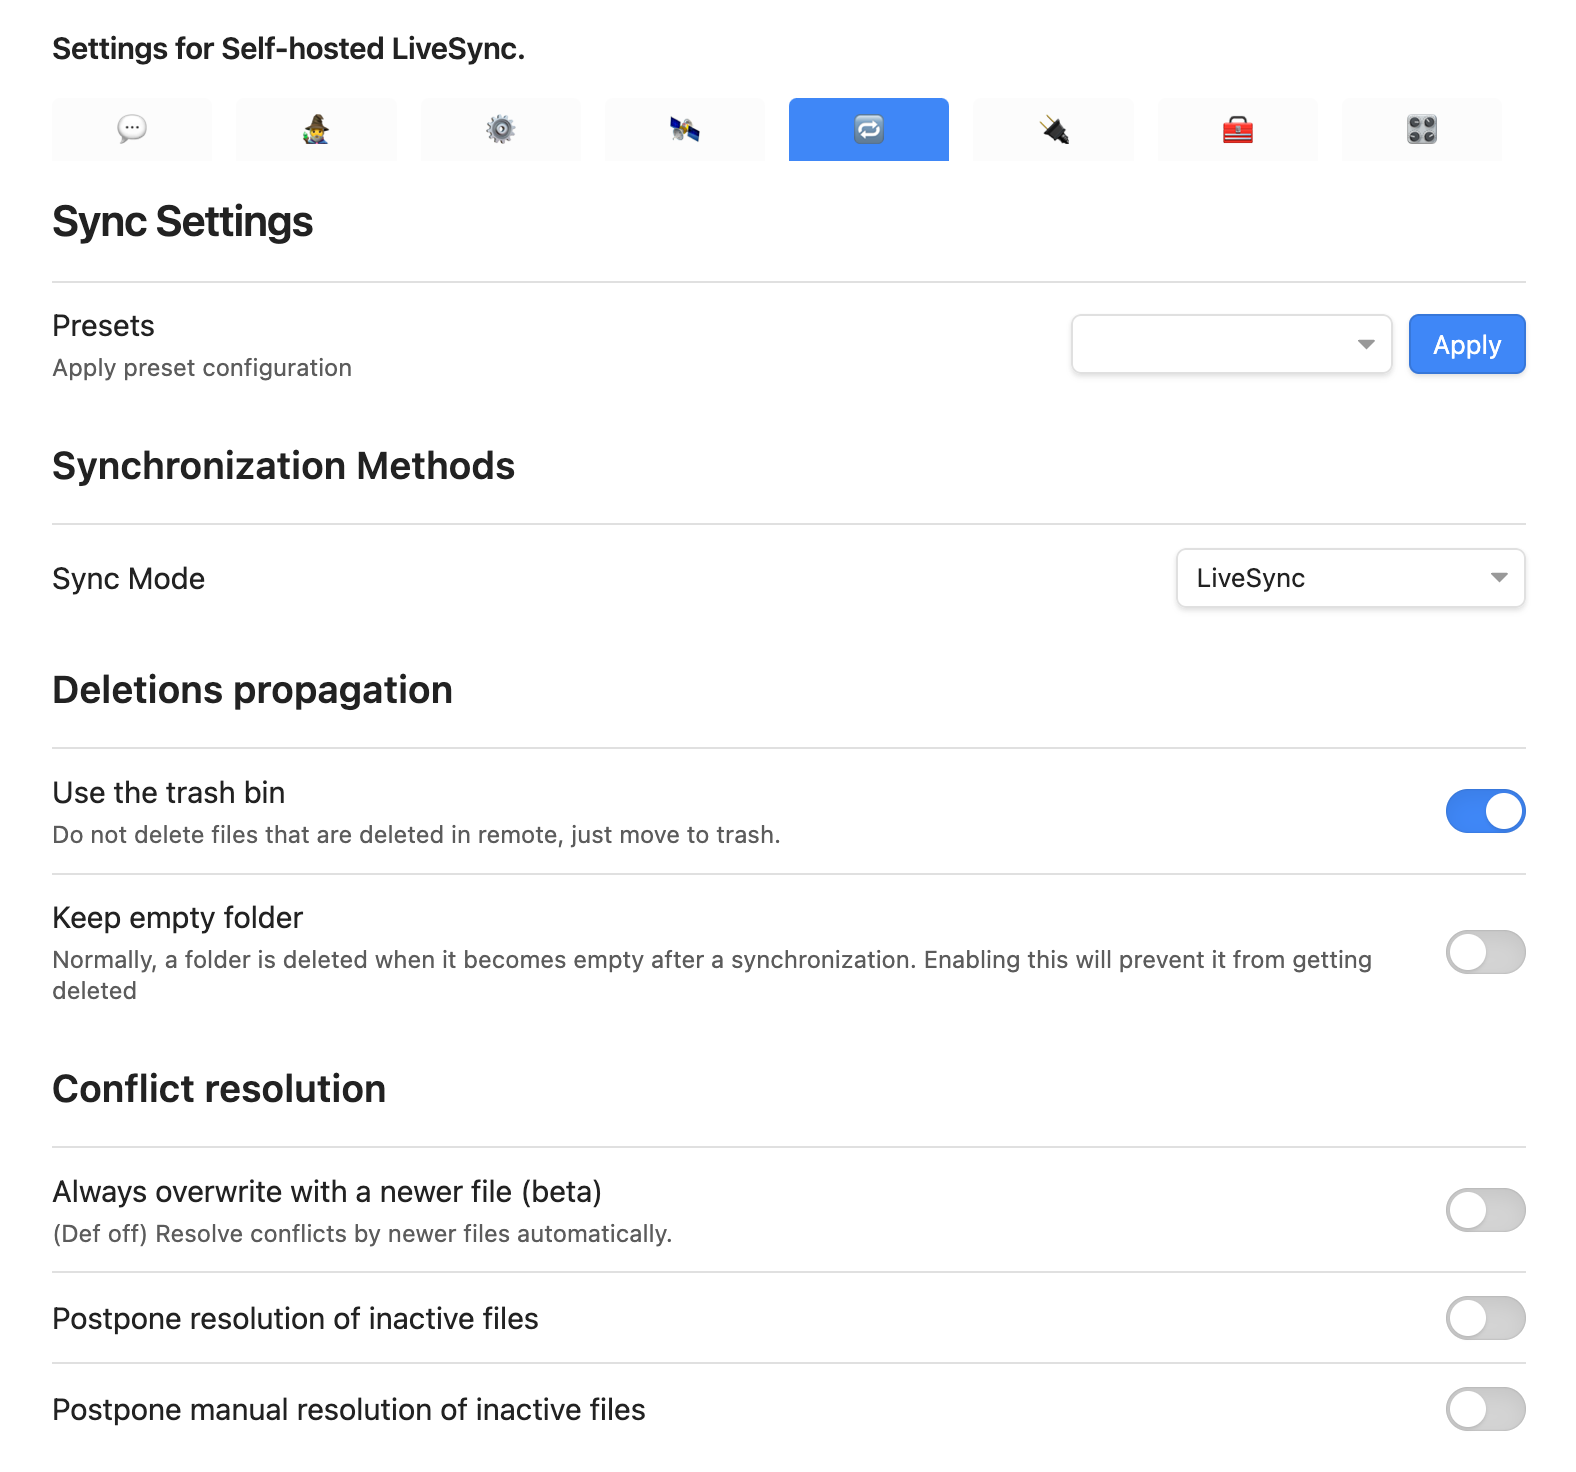 Settings for Self-hosted LiveSync.
Sync Settings
Presets
Apply preset configuration
Apply
Synchronization Methods
Sync Mode
LiveSync
Deletions propagation
Use the trash bin
Do not delete files that are deleted in remote, just move to trash.
Keep empty folder
Normally, a folder is deleted when it becomes empty after a synchronization. Enabling this will prevent it from getting
deleted
Conflict resolution
Always overwrite with a newer file (beta)
(Def off) Resolve conflicts by newer files automatically.
Postpone resolution of inactive files
Postpone manual resolution of inactive files